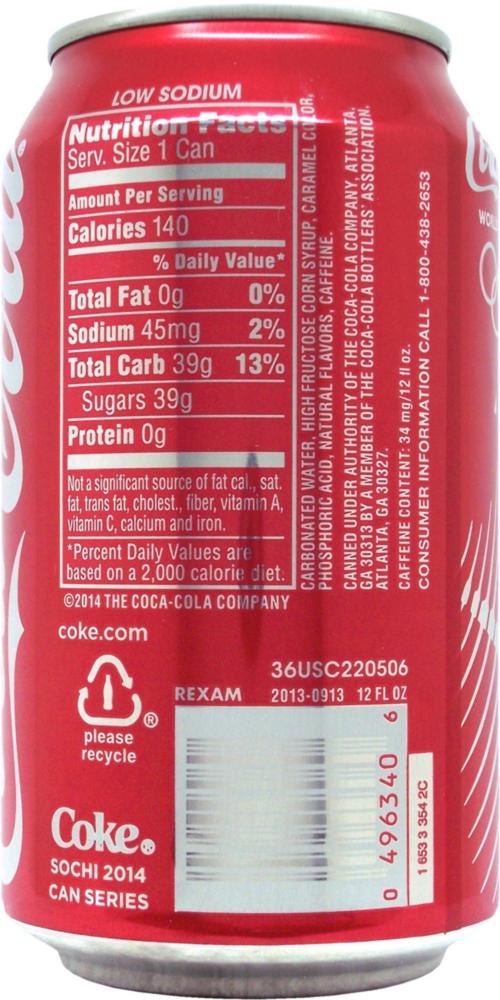 LOW SODIUM
Nutrition Facts
Serv. Size 1 Can
Amount Per Serving
Calories 140
% Daily Value*
Total Fat 0g 0%
Sodium 45mg 2%
Total Carb 39g 13%
Sugars 39g
Protein 0g
Not a significant source of fat cal., sat.
fat, trans fat, cholest., fiber, vitamin A,
vitamin C, calcium and iron.
*Percent Daily Values are
based on a 2,000 calorie diet.
©2014 THE COCA-COLA COMPANY
coke.com
please
recycle
®
Coke®
SOCHI 2014
CAN SERIES
CARBONATED WATER, HIGH FRUCTOSE CORN SYRUP, CARAMEL COLOR,
PHOSPHORIC ACID, NATURAL FLAVORS, CAFFEINE.
CANNED UNDER AUTHORITY OF THE COCA-COLA COMPANY, ATLANTA,
GA 30313 BY A MEMBER OF THE COCA-COLA BOTTLERS' ASSOCIATION,
ATLANTA, GA 30327.
CAFFEINE CONTENT: 34 mg/12 fl oz.
CONSUMER INFORMATION CALL 1-800-438-2653
36USC220506
REXAM 2013-0913 12 FL OZ
0 496340 6
1 653 3 354 2C